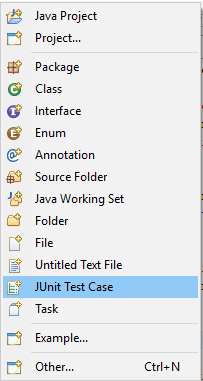 Java Project
Project...
Package
Class
Interface
Enum
Annotation
Source Folder
Java Working Set
Folder
File
Untitled Text File
JUnit Test Case
Task
Example...
Other... Ctrl+N